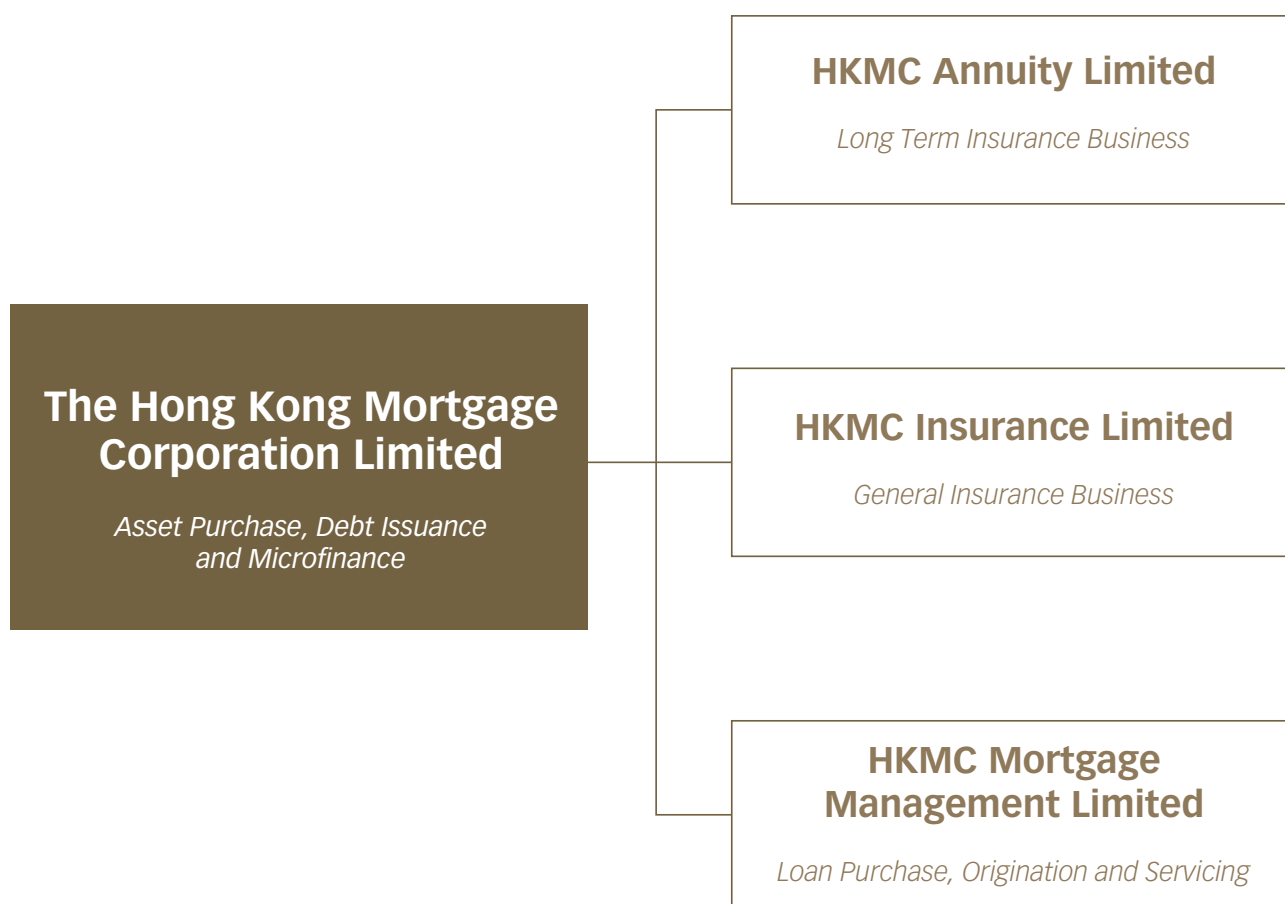 HKMC Annuity Limited
Long Term Insurance Business
The Hong Kong Mortgage
Corporation Limited
Asset Purchase, Debt Issuance
and Microfinance
HKMC Insurance Limited
General Insurance Business
HKMC Mortgage
Management Limited
Loan Purchase, Origination and Servicing